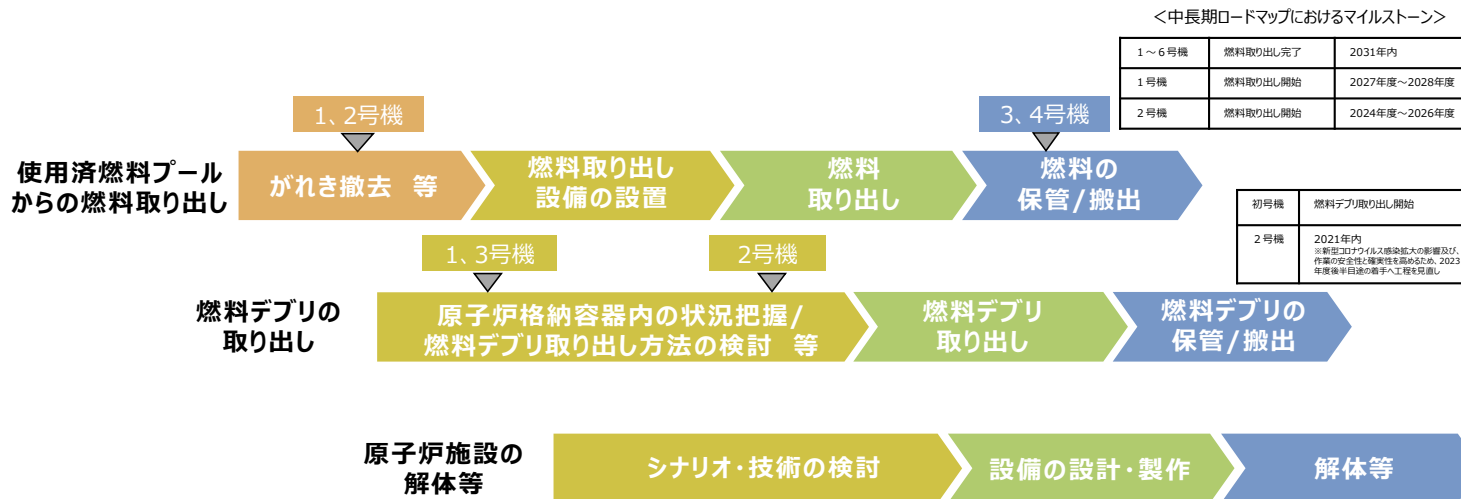 ＜中長期ロードマップにおけるマイルストーン＞
1～6号機 燃料取り出し完了 2031年内
1号機 燃料取り出し開始 2027年度～2028年度
2号機 燃料取り出し開始 2024年度～2026年度
1、2号機
3、4号機
使用済燃料プール
からの燃料取り出し
がれき撤去 等
燃料取り出し
設備の設置
燃料
取り出し
燃料の
保管/搬出
初号機 燃料デブリ取り出し開始
2号機 2021年内
※新型コロナウイルス感染拡大の影響及び、
作業の安全性と確実性を高めるため、2023
年度後半目途の着手へ工程を見直し
1、3号機
2号機
燃料デブリの
取り出し
原子炉格納容器内の状況把握/
燃料デブリ取り出し方法の検討 等
燃料デブリ
取り出し
燃料デブリの
保管/搬出
原子炉施設の
解体等
シナリオ・技術の検討
設備の設計・製作
解体等